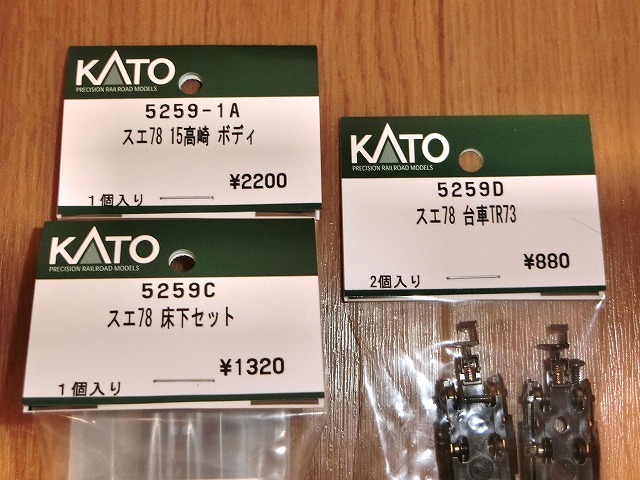 KATO
PRECISION RAILROAD MODELS
5259-1A
スエ78 15高崎 ボディ
¥2200
1個入り
KATO
PRECISION RAILROAD MODELS
5259D
スエ78 台車TR73
¥880
2個入り
KATO
PRECISION RAILROAD MODELS
5259C
スエ78 床下セット
¥1320
1個入り